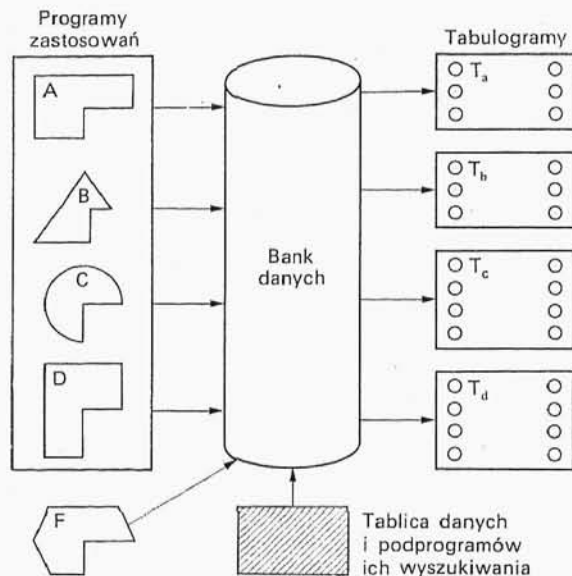 Programy
zastosowań
A
B
C
D
F
Bank
danych
Tabulogramy
T_a
T_b
T_c
T_d
Tablica danych
i podprogramów
ich wyszukiwania